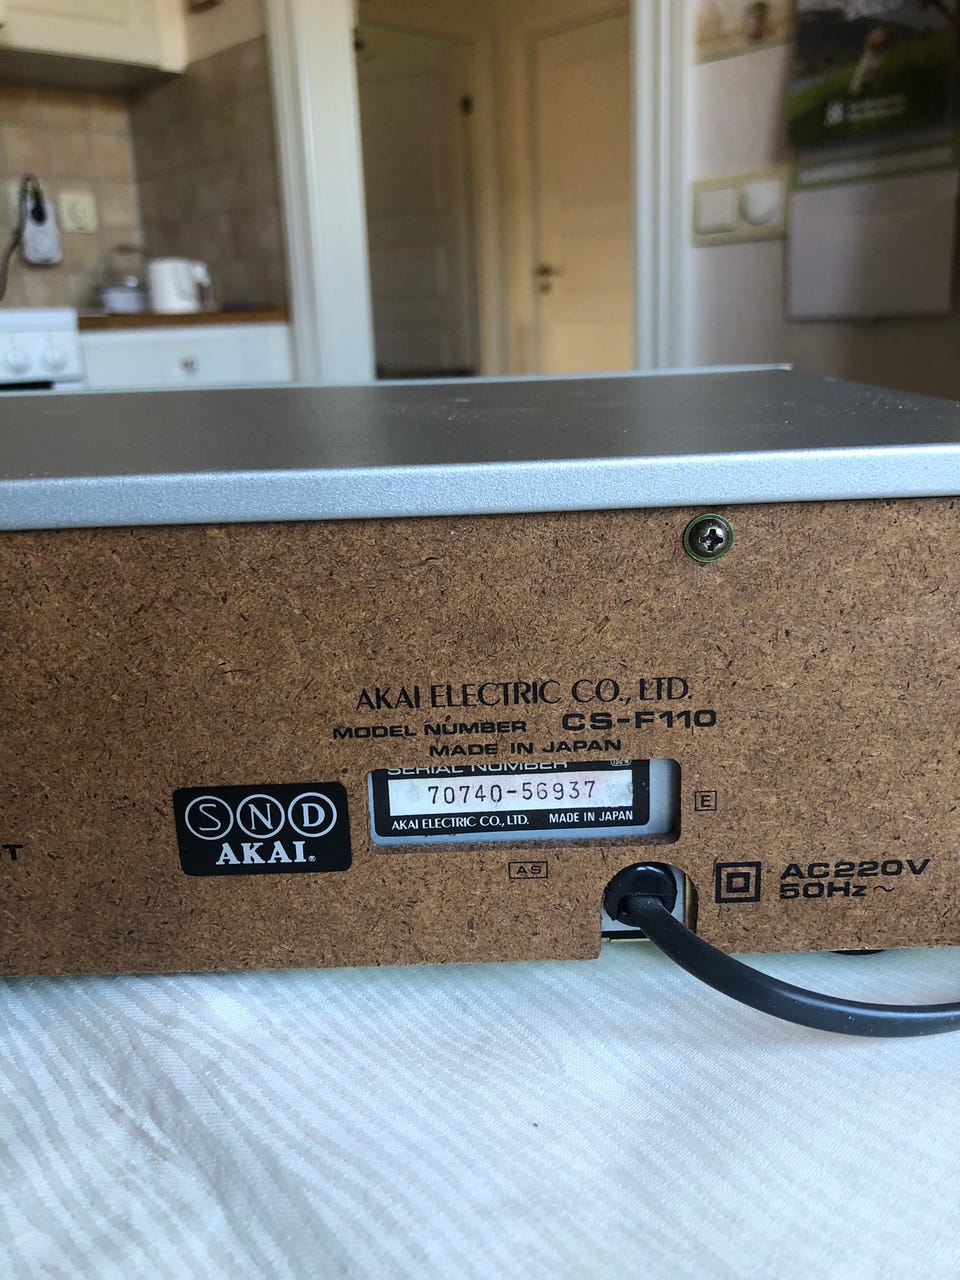 AKAI ELECTRIC CO., LTD.
MODEL NUMBER CS-F110
MADE IN JAPAN
SERIAL NUMBER
70740-56937
AKAI ELECTRIC CO., LTD. MADE IN JAPAN
E
SND
AKAI®
AS
AC220V
50Hz ~